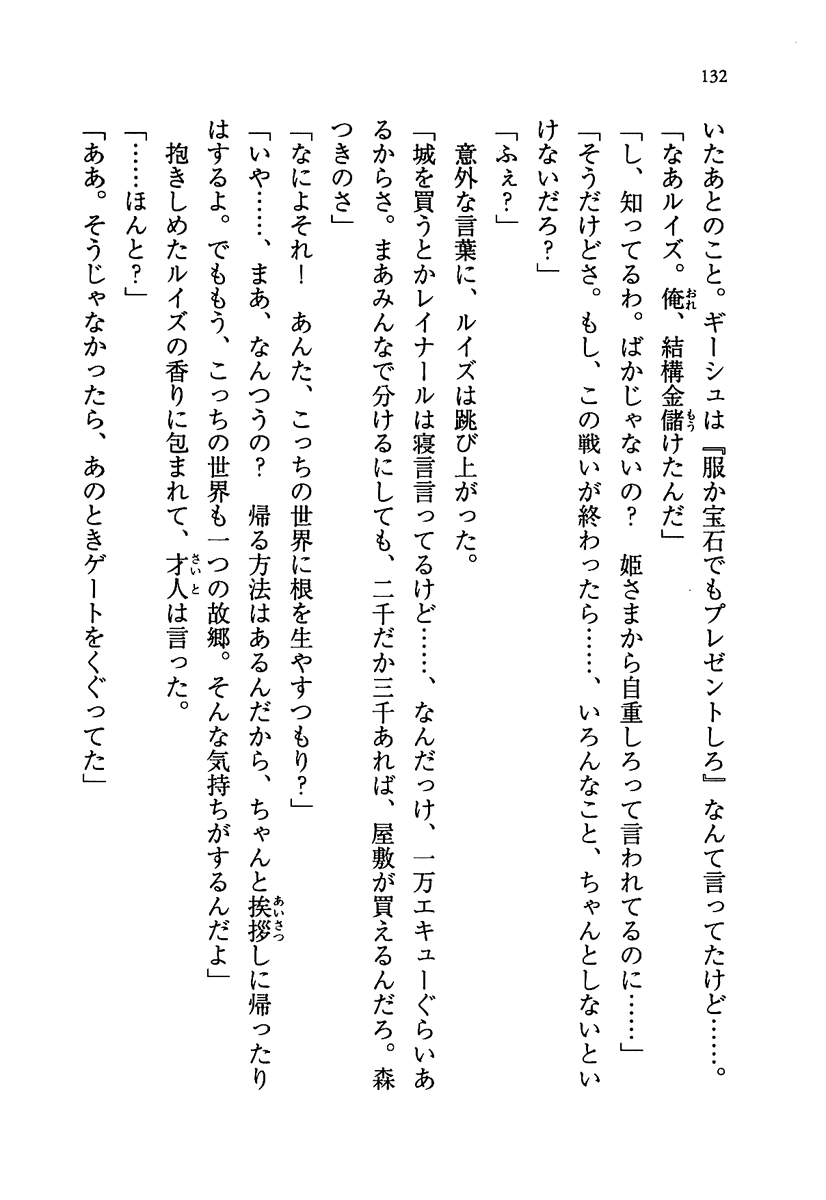 132
いたあとのこと。ギーシュは『服か宝石でもプレゼントしろ』なんて言ってたけど……。
「なあルイズ。俺、結構金儲けたんだ」
「し、知ってるわ。ばかじゃないの？　姫さまから自重しろって言われてるのに……」
「そうだけどさ。もし、この戦いが終わったら……、いろんなこと、ちゃんとしないとい
けないだろ？」
「ふぇ？」
　意外な言葉に、ルイズは跳び上がった。
「城を買うとかレイナールは寝言言ってるけど……、なんだっけ、一万エキューぐらいあ
るからさ。まあみんなで分けるにしても、二千だか三千あれば、屋敷が買えるんだろ。森
つきのさ」
「なによそれ！　あんた、こっちの世界に根を生やすつもり？」
「いや……、まあ、なんつうの？　帰る方法はあるんだから、ちゃんと挨拶しに帰ったり
はするよ。でももう、こっちの世界も一つの故郷。そんな気持ちがするんだよ」
　抱きしめたルイズの香りに包まれて、才人は言った。
「……ほんと？」
「ああ。そうじゃなかったら、あのときゲートをくぐってた」